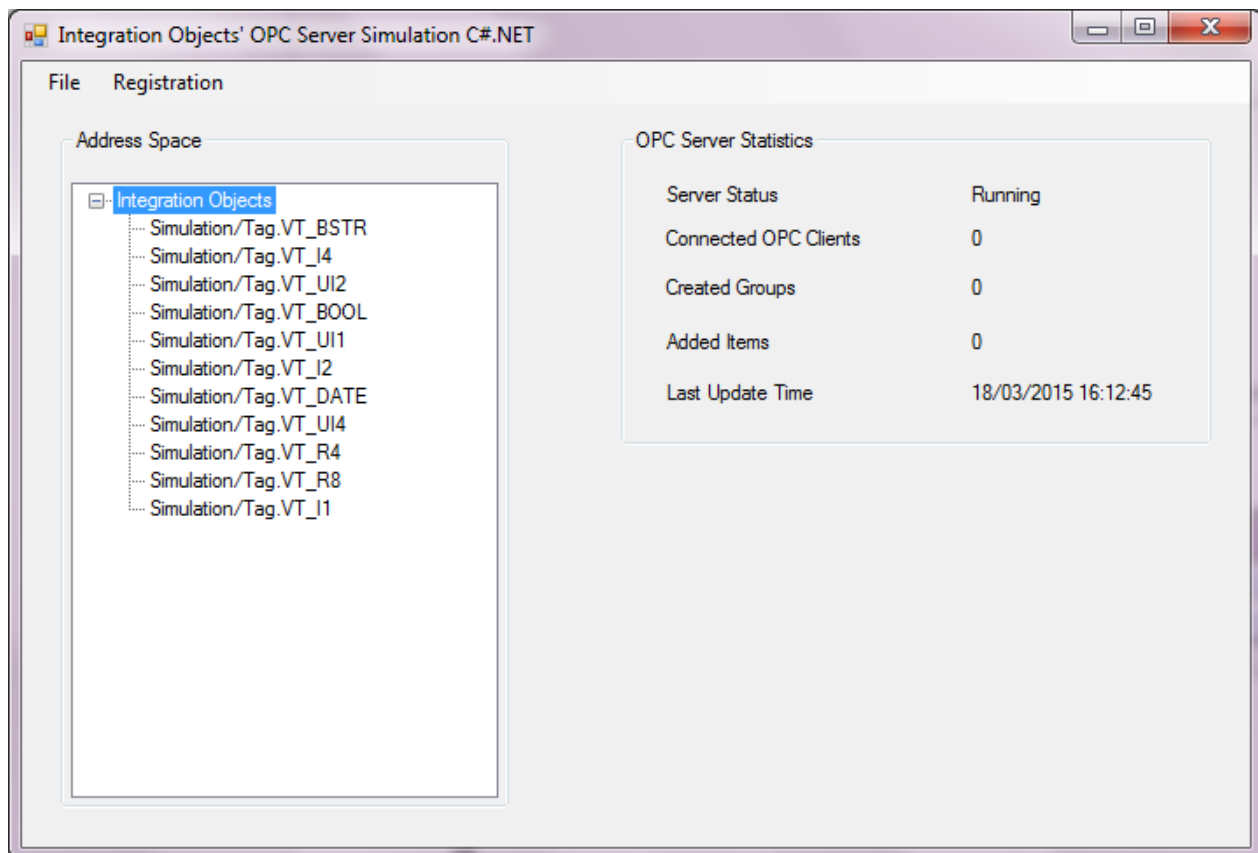 Integration Objects' OPC Server Simulation C#.NET
File Registration
Address Space
Integration Objects
Simulation/Tag.VT_BSTR
Simulation/Tag.VT_I4
Simulation/Tag.VT_UI2
Simulation/Tag.VT_BOOL
Simulation/Tag.VT_UI1
Simulation/Tag.VT_I2
Simulation/Tag.VT_DATE
Simulation/Tag.VT_UI4
Simulation/Tag.VT_R4
Simulation/Tag.VT_R8
Simulation/Tag.VT_I1
OPC Server Statistics
Server Status Running
Connected OPC Clients 0
Created Groups 0
Added Items 0
Last Update Time 18/03/2015 16:12:45